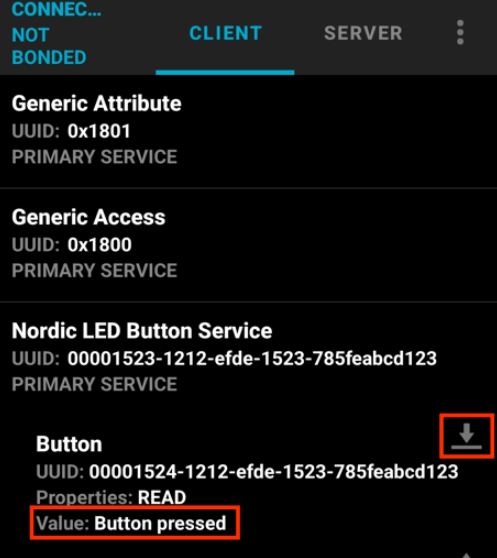 CONNEC...
NOT
BONDED
CLIENT
SERVER
Generic Attribute
UUID: 0x1801
PRIMARY SERVICE
Generic Access
UUID: 0x1800
PRIMARY SERVICE
Nordic LED Button Service
UUID: 00001523-1212-efde-1523-785feabcd123
PRIMARY SERVICE
Button
UUID: 00001524-1212-efde-1523-785feabcd123
Properties: READ
Value: Button pressed